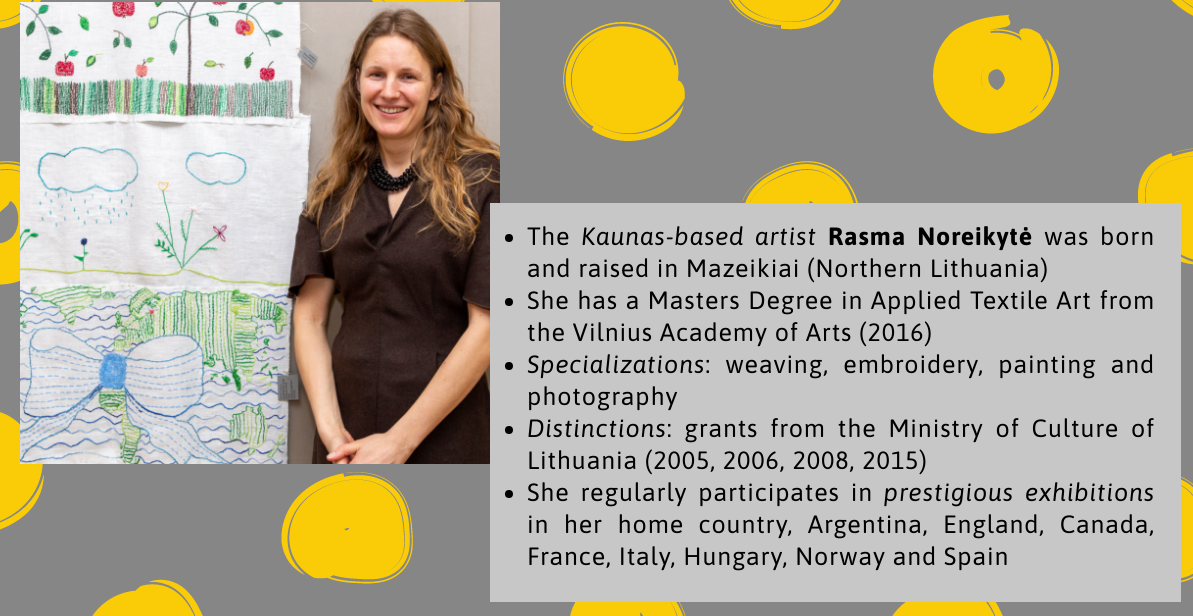 • The Kaunas-based artist Rasma Noreikytė was born
and raised in Mazeikiai (Northern Lithuania)
• She has a Masters Degree in Applied Textile Art from
the Vilnius Academy of Arts (2016)
• Specializations: weaving, embroidery, painting and
photography
• Distinctions: grants from the Ministry of Culture of
Lithuania (2005, 2006, 2008, 2015)
• She regularly participates in prestigious exhibitions
in her home country, Argentina, England, Canada,
France, Italy, Hungary, Norway and Spain